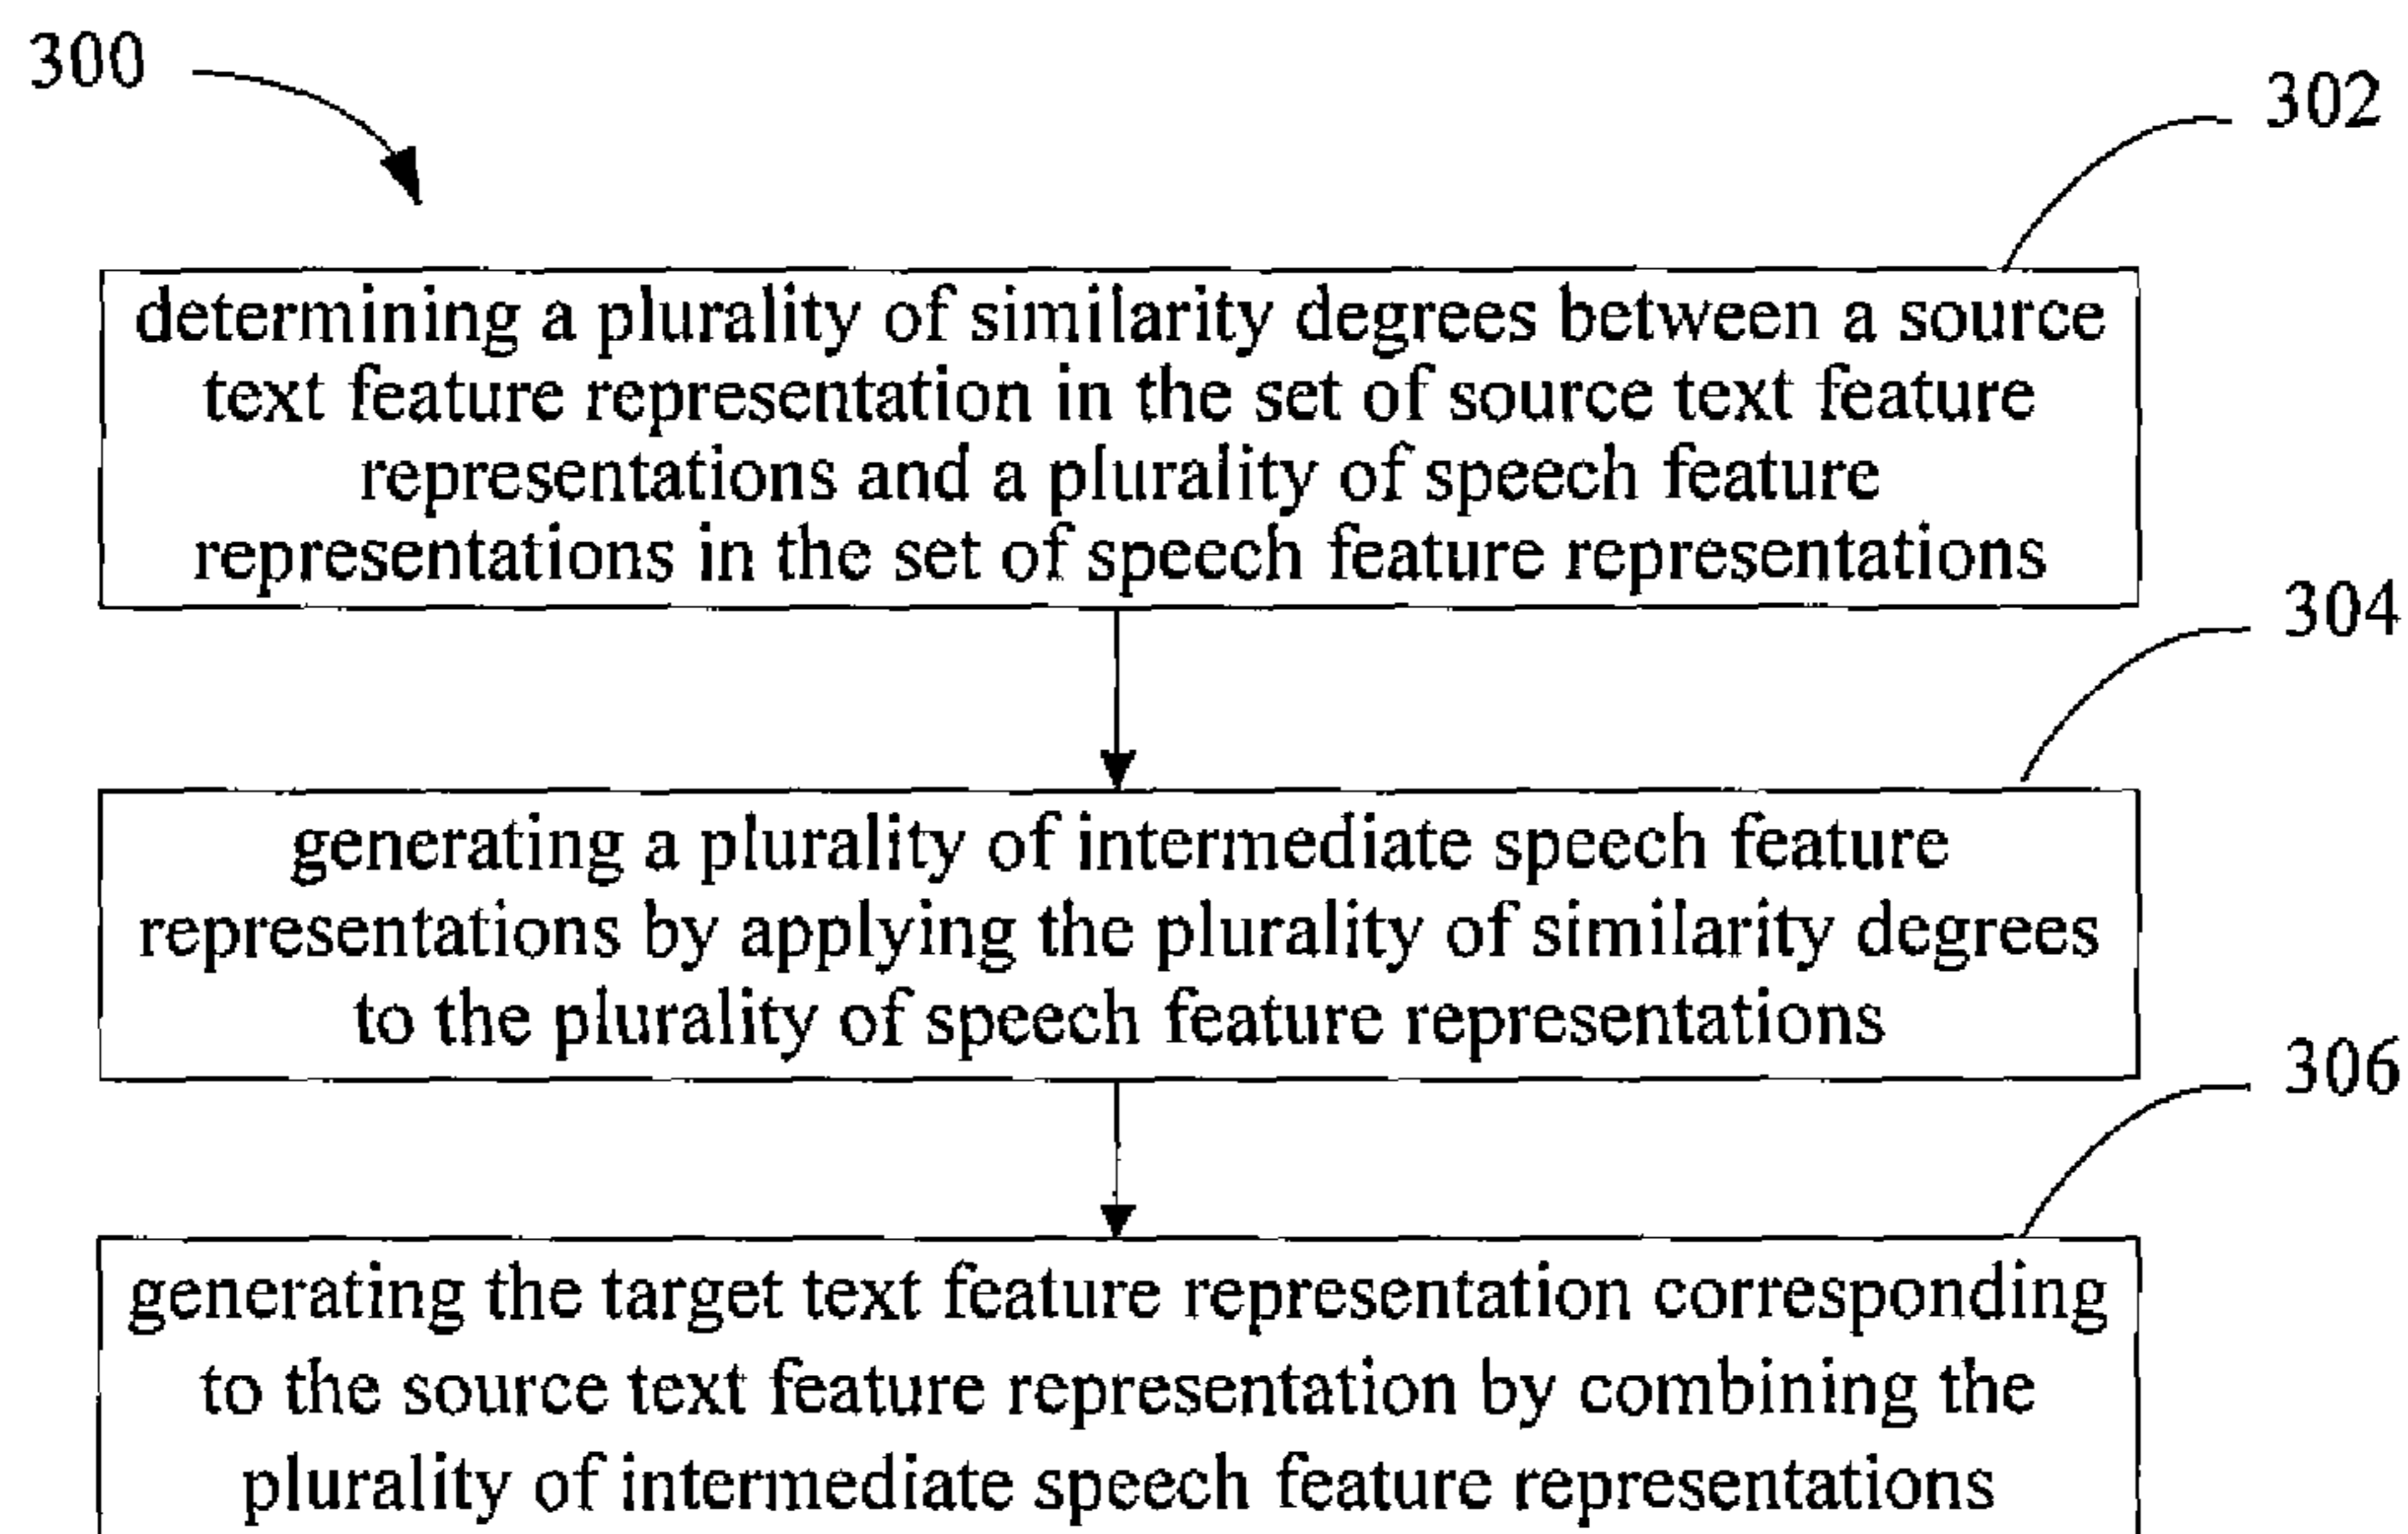 300
302
determining a plurality of similarity degrees between a source
text feature representation in the set of source text feature
representations and a plurality of speech feature
representations in the set of speech feature representations
304
generating a plurality of intermediate speech feature
representations by applying the plurality of similarity degrees
to the plurality of speech feature representations
306
generating the target text feature representation corresponding
to the source text feature representation by combining the
plurality of intermediate speech feature representations